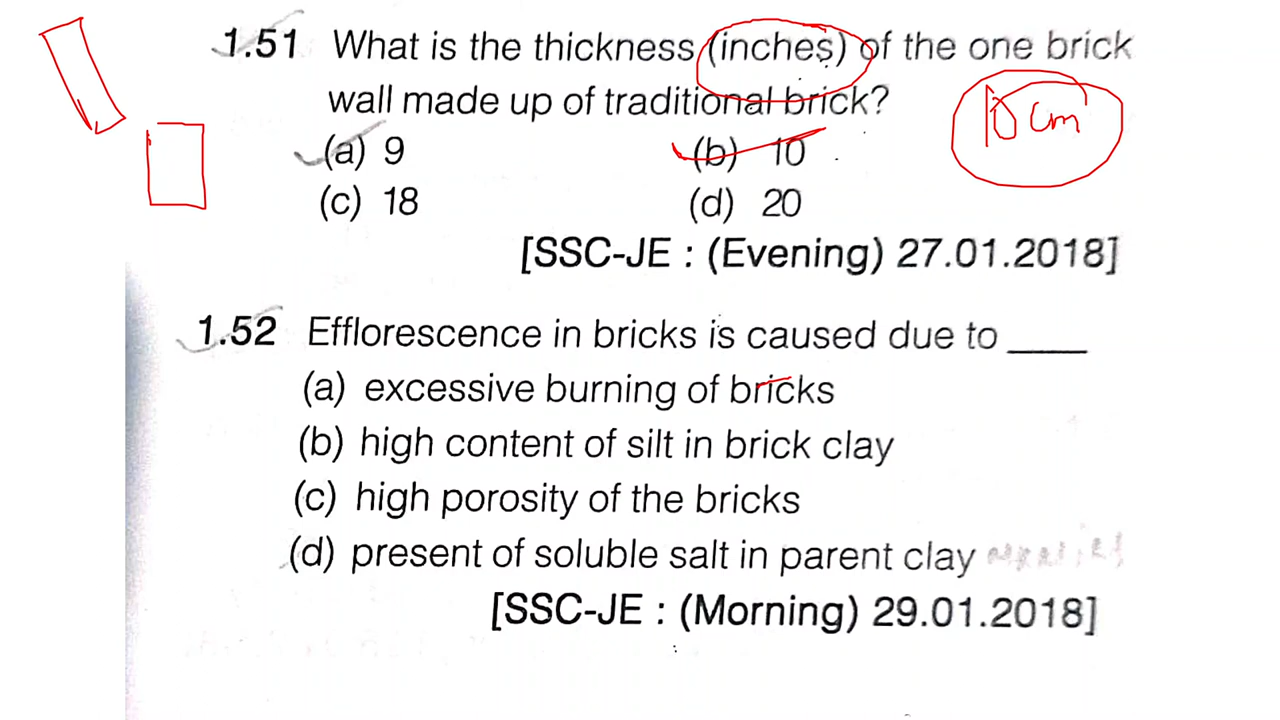 1.51 What is the thickness (inches) of the one brick
wall made up of traditional brick?
10 cm
(a) 9 (b) 10
(c) 18 (d) 20
[SSC-JE : (Evening) 27.01.2018]
1.52 Efflorescence in bricks is caused due to ____
(a) excessive burning of bricks
(b) high content of silt in brick clay
(c) high porosity of the bricks
(d) present of soluble salt in parent clay
[SSC-JE : (Morning) 29.01.2018]